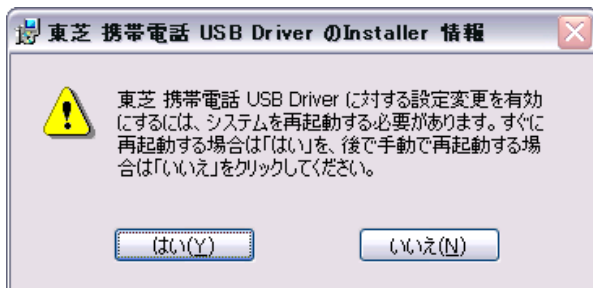 東芝 携帯電話 USB Driver のInstaller 情報
東芝 携帯電話 USB Driver に対する設定変更を有効
にするには、システムを再起動する必要があります。すぐに
再起動する場合は「はい」を、後で手動で再起動する場
合は「いいえ」をクリックしてください。
はい(Y)
いいえ(N)